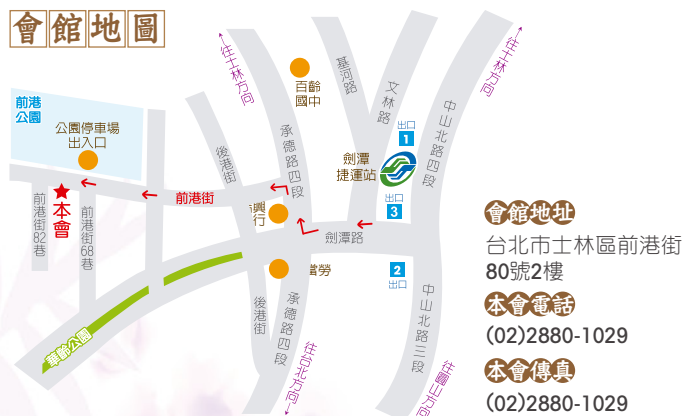 會館地圖
←往士林方向
←往士林方向
百齡
國中
基河路
文林路
中山北路四段
前港
公園
公園停車場
出入口
承德路四段
後港街
出口
1
劍潭
捷運站
前港街
本會
前港街82巷
前港街68巷
出口
3
興
行
劍潭路
當勞
2
出口
後港街
承德路四段
中山北路三段
華齡公園
往台北方向→
往圓山方向
會館地址
台北市士林區前港街
80號2樓
本會電話
(02)2880-1029
本會傳真
(02)2880-1029